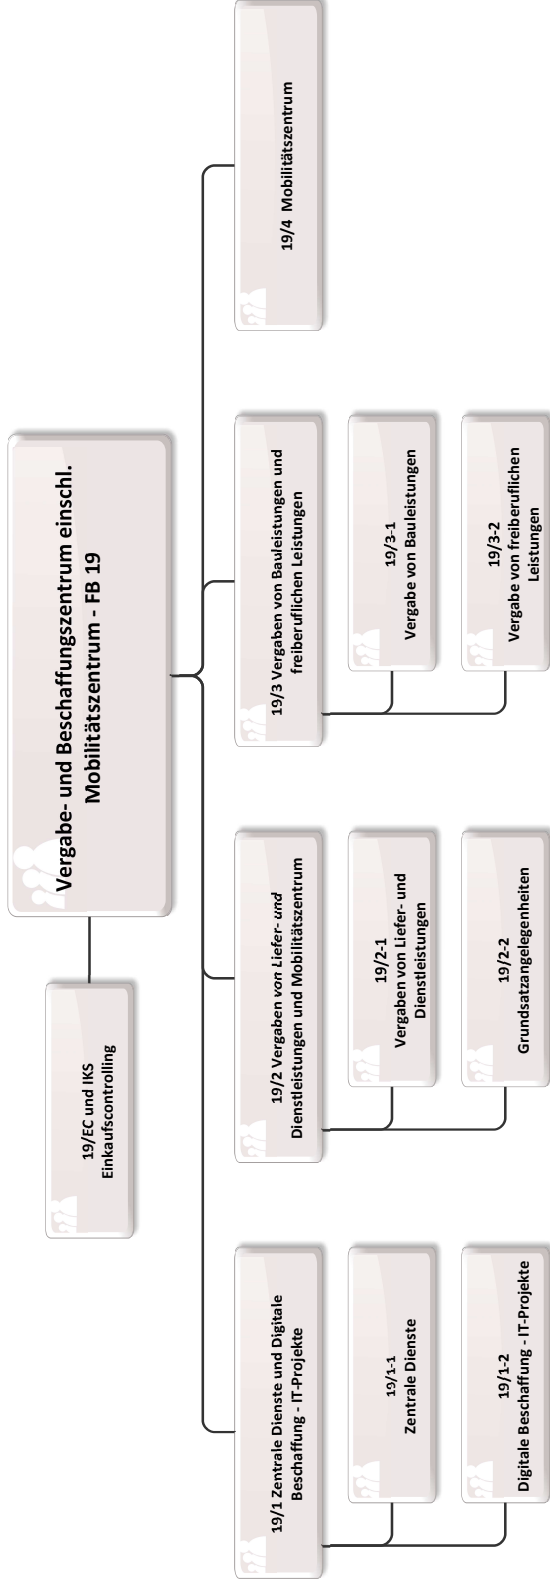 Vergabe- und Beschaffungszentrum einschl.
Mobilitätszentrum - FB 19
19/EC und IKS
Einkaufscontrolling
19/1 Zentrale Dienste und Digitale
Beschaffung - IT-Projekte
19/1-1
Zentrale Dienste
19/1-2
Digitale Beschaffung - IT-Projekte
19/2 Vergaben von Liefer- und
Dienstleistungen und Mobilitätszentrum
19/2-1
Vergaben von Liefer- und
Dienstleistungen
19/2-2
Grundsatzangelegenheiten
19/3 Vergaben von Bauleistungen und
freiberuflichen Leistungen
19/3-1
Vergabe von Bauleistungen
19/3-2
Vergabe von freiberuflichen
Leistungen
19/4 Mobilitätszentrum